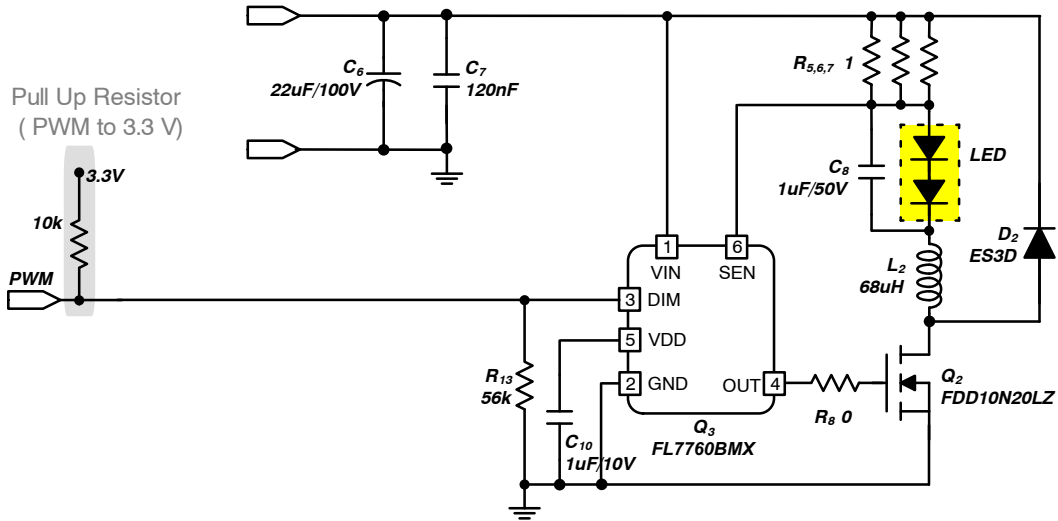 Pull Up Resistor
( PWM to 3.3 V)
3.3V
10k
PWM
C6
22uF/100V
C7
120nF
R5,6,7 1
C8
1uF/50V
LED
L2
68uH
D2
ES3D
1
VIN
6
SEN
3 DIM
5 VDD
2 GND
OUT 4
R13
56k
C10
1uF/10V
Q3
FL7760BMX
R8 0
Q2
FDD10N20LZ